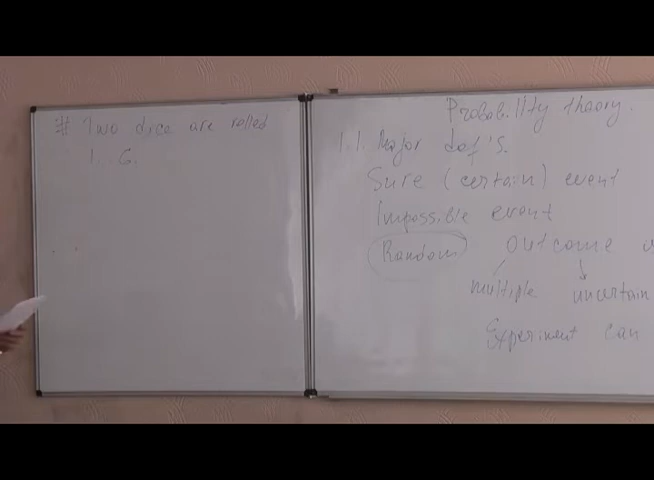 # Two dice are rolled
1...6.
Probability theory.
1.1. Major def's.
Sure (certain) event
Impossible event
Random outcome
multiple uncertain
Experiment can